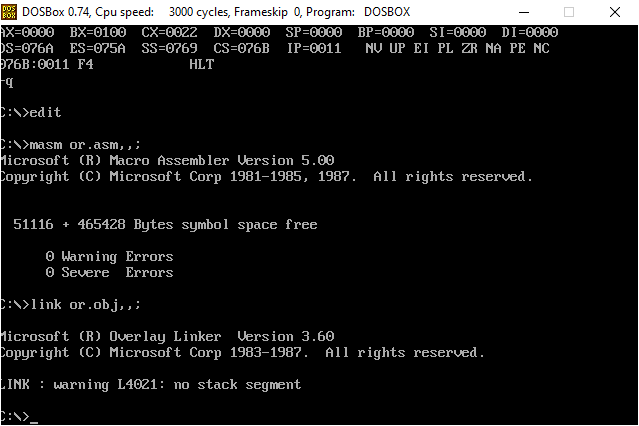 DOSBox 0.74, Cpu speed: 3000 cycles, Frameskip 0, Program: DOSBOX
AX=0000 BX=0100 CX=0022 DX=0000 SP=0000 BP=0000 SI=0000 DI=0000
DS=076A ES=075A SS=0769 CS=076B IP=0011 NV UP EI PL ZR NA PE NC
076B:0011 F4 HLT
-q
C:\>edit
C:\>masm or.asm,,;
Microsoft (R) Macro Assembler Version 5.00
Copyright (C) Microsoft Corp 1981-1985, 1987. All rights reserved.
51116 + 465428 Bytes symbol space free
0 Warning Errors
0 Severe Errors
C:\>link or.obj,,;
Microsoft (R) Overlay Linker Version 3.60
Copyright (C) Microsoft Corp 1983-1987. All rights reserved.
LINK : warning L4021: no stack segment
C:\>_